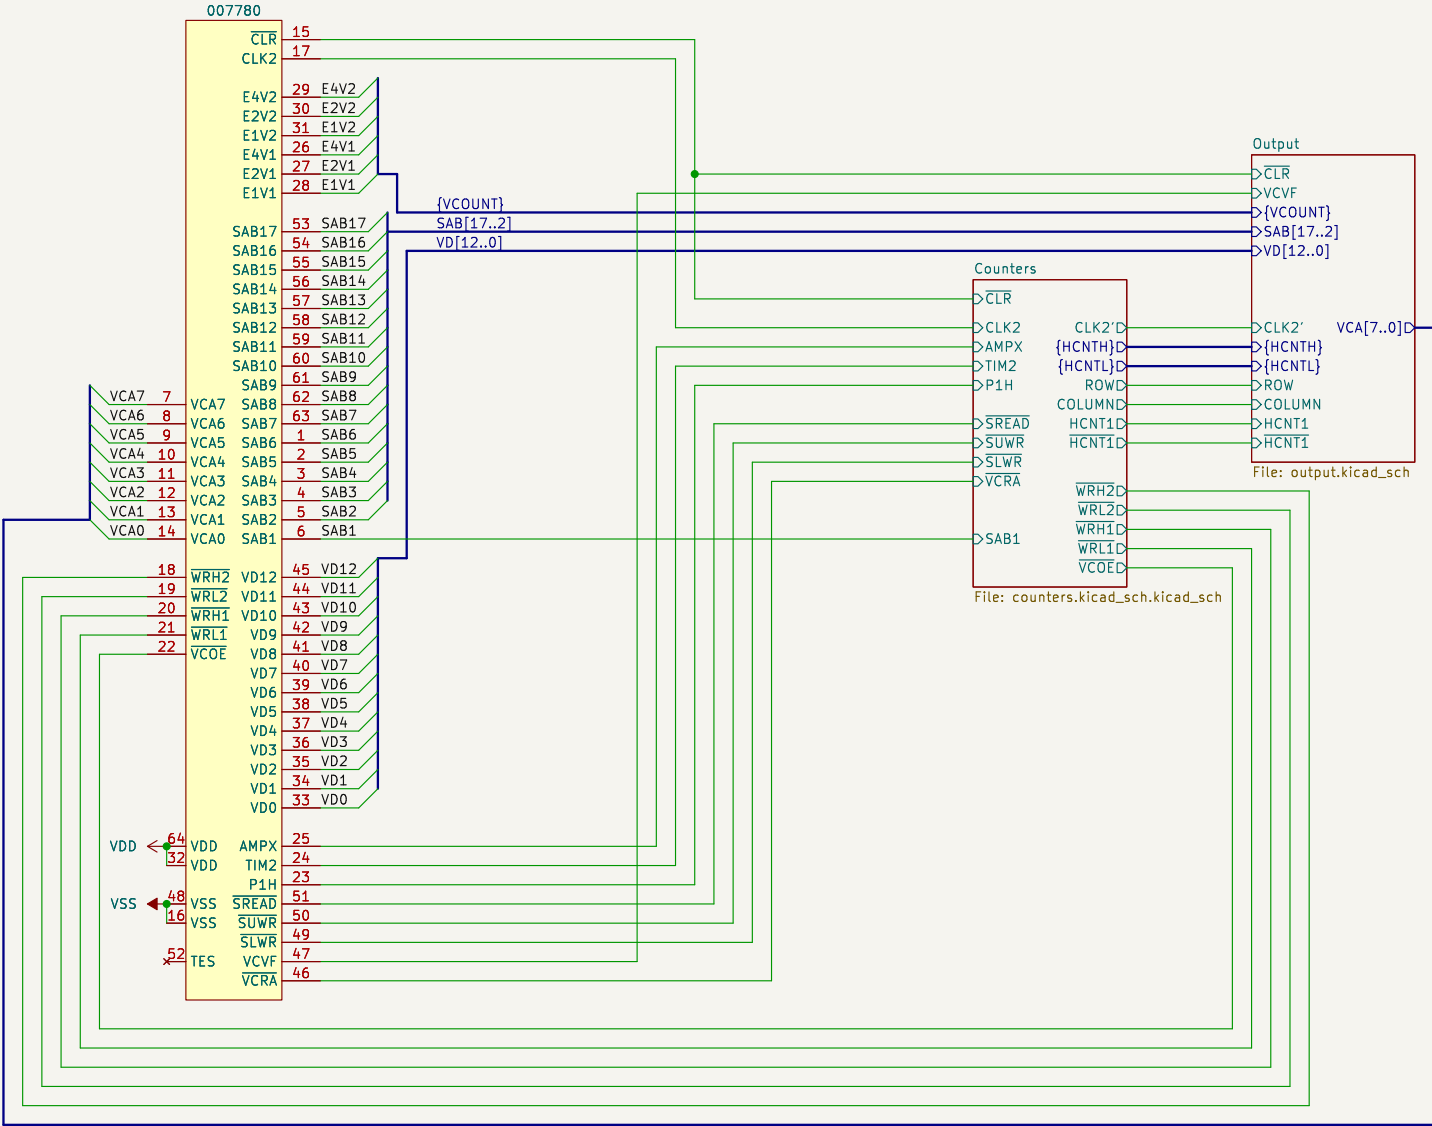 007780
CLR 15
CLK2 17
E4V2 29 E4V2
E2V2 30 E2V2
E1V2 31 E1V2
E4V1 26 E4V1
E2V1 27 E2V1
E1V1 28 E1V1
SAB17 53 SAB17
SAB16 54 SAB16
SAB15 55 SAB15
SAB14 56 SAB14
SAB13 57 SAB13
SAB12 58 SAB12
SAB11 59 SAB11
SAB10 60 SAB10
SAB9 61 SAB9
SAB8 62 SAB8
SAB7 63 SAB7
SAB6 1 SAB6
SAB5 2 SAB5
SAB4 3 SAB4
SAB3 4 SAB3
SAB2 5 SAB2
SAB1 6 SAB1
VD12 45 VD12
VD11 44 VD11
VD10 43 VD10
VD9 42 VD9
VD8 41 VD8
VD7 40 VD7
VD6 39 VD6
VD5 38 VD5
VD4 37 VD4
VD3 36 VD3
VD2 35 VD2
VD1 34 VD1
VD0 33 VD0
AMPX 25
TIM2 24
P1H 23
SREAD 51
SUWR 50
SLWR 49
VCVF 47
VCRA 46
VCA7 7 VCA7
VCA6 8 VCA6
VCA5 9 VCA5
VCA4 10 VCA4
VCA3 11 VCA3
VCA2 12 VCA2
VCA1 13 VCA1
VCA0 14 VCA0
18 WRH2
19 WRL2
20 WRH1
21 WRL1
22 VCOE
VDD 64 VDD
32 VDD
VSS 48 VSS
16 VSS
52 TES
{VCOUNT}
SAB[17..2]
VD[12..0]
Counters
CLR
CLK2 CLK2'
AMPX {HCNTH}
TIM2 {HCNTL}
P1H ROW
COLUMN
SREAD HCNT1
SUWR HCNT1
SLWR
VCRA
WRH2
WRL2
WRH1
SAB1 WRL1
VCOE
File: counters.kicad_sch.kicad_sch
Output
CLR
VCVF
{VCOUNT}
SAB[17..2]
VD[12..0]
CLK2' VCA[7..0]
{HCNTH}
{HCNTL}
ROW
COLUMN
HCNT1
HCNT1
File: output.kicad_sch